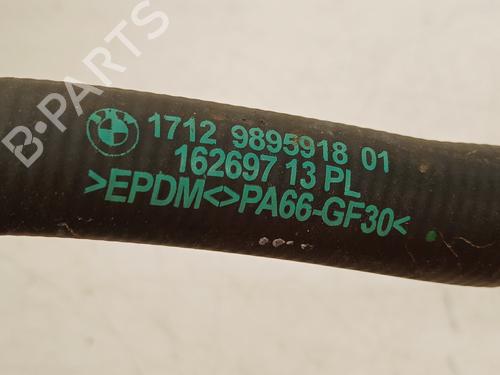 B-PARTS
1712 9895918 01
162697 13 PL
>EPDM<>PA66-GF30<